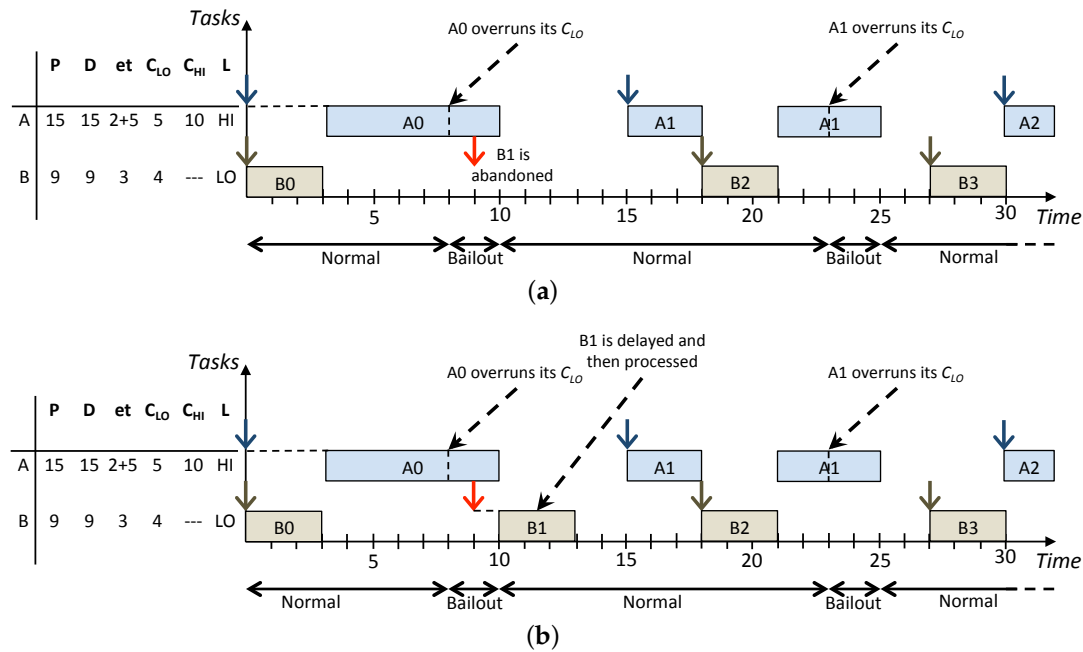 Tasks
A0 overruns its C_LO
A1 overruns its C_LO
P D et C_LO C_HI L
A 15 15 2+5 5 10 HI
A0 A1 A1 A2
B 9 9 3 4 --- LO
B1 is
abandoned
B0 B2 B3
5 10 15 20 25 30 Time
Normal Bailout Normal Bailout Normal
(a)
B1 is delayed and
then processed
Tasks
A0 overruns its C_LO
A1 overruns its C_LO
P D et C_LO C_HI L
A 15 15 2+5 5 10 HI
A0 A1 A1 A2
B 9 9 3 4 --- LO
B0 B1 B2 B3
5 10 15 20 25 30 Time
Normal Bailout Normal Bailout Normal
(b)